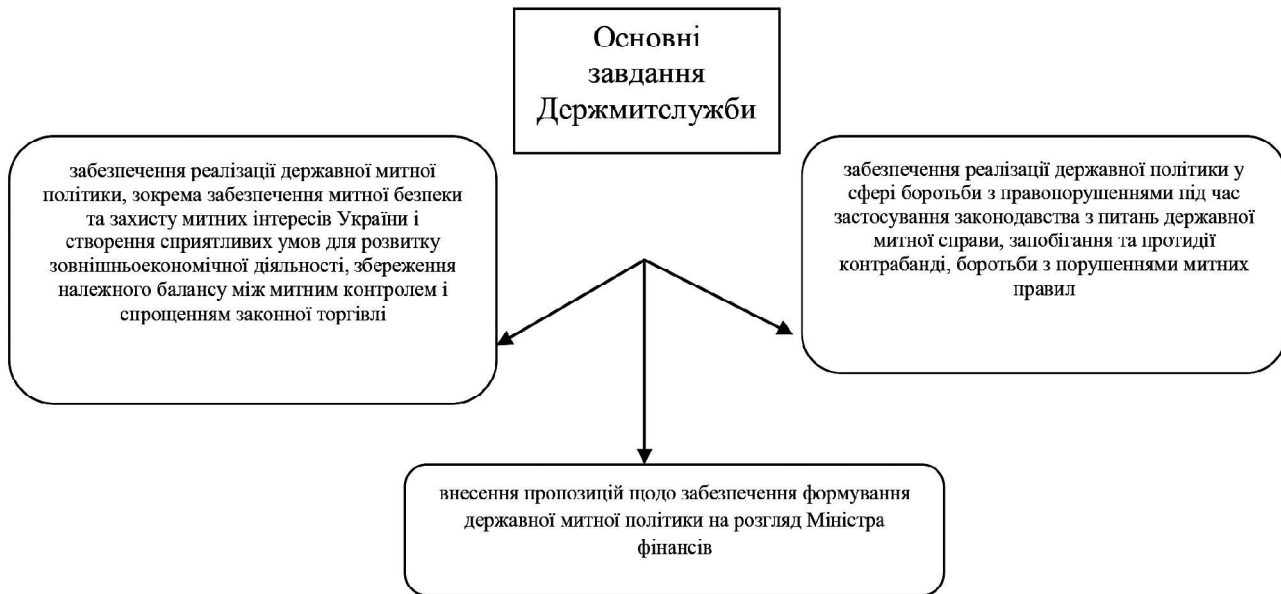 Основні
завдання
Держмитслужби
забезпечення реалізації державної митної
політики, зокрема забезпечення митної безпеки
та захисту митних інтересів України і
створення сприятливих умов для розвитку
зовнішньоекономічної діяльності, збереження
належного балансу між митним контролем і
спрощенням законної торгівлі
забезпечення реалізації державної політики у
сфері боротьби з правопорушеннями під час
застосування законодавства з питань державної
митної справи, запобігання та протидії
контрабанді, боротьби з порушеннями митних
правил
внесення пропозицій щодо забезпечення формування
державної митної політики на розгляд Міністра
фінансів